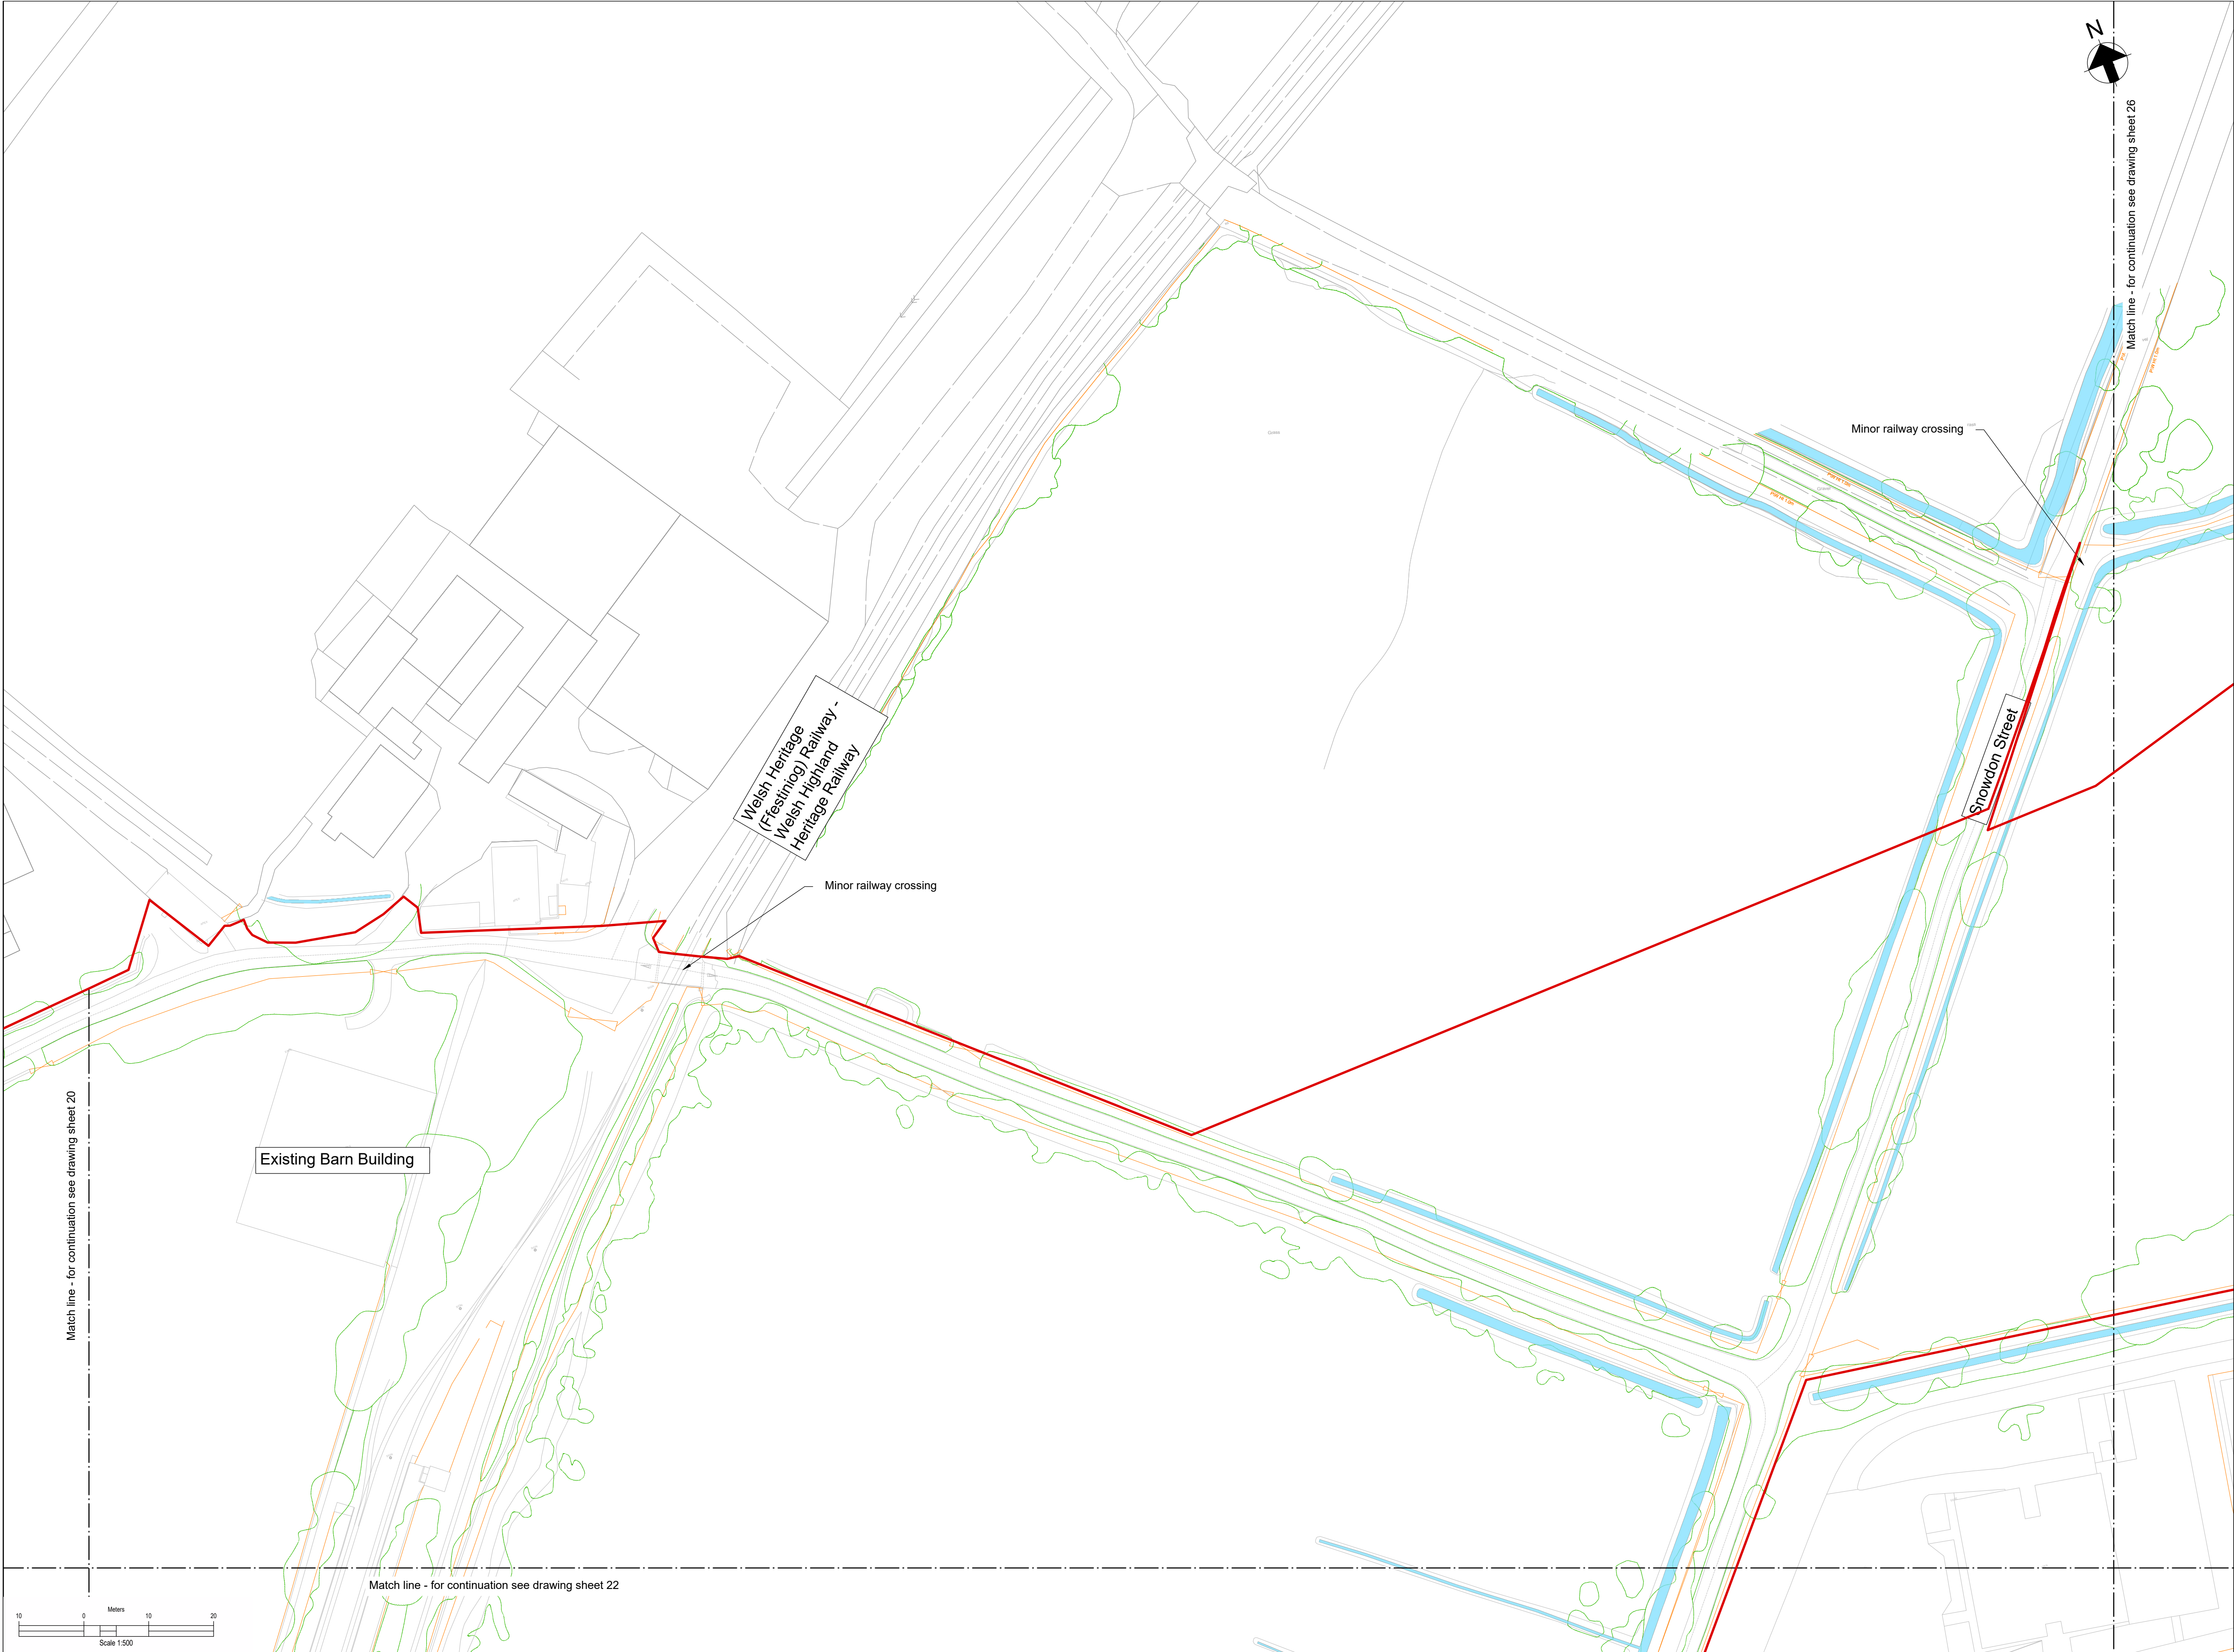 N
Match line - for continuation see drawing sheet 26
Minor railway crossing
Welsh Heritage
(Ffestiniog) Railway -
Welsh Highland
Heritage Railway
Snowdon Street
Minor railway crossing
Match line - for continuation see drawing sheet 20
Existing Barn Building
Match line - for continuation see drawing sheet 22
Meters
10 0 10 20
Scale 1:500